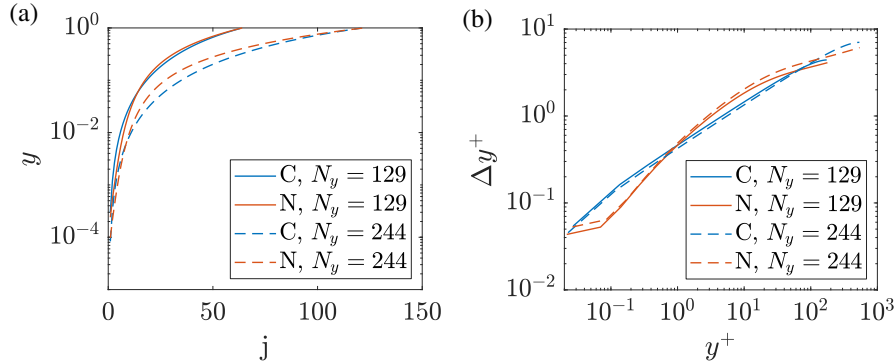 (a)
10^0
10^-2
10^-4
y
0
50
100
150
j
C, N_y = 129
N, N_y = 129
C, N_y = 244
N, N_y = 244
(b)
10^2
10^1
10^0
10^-1
10^-2
Δy^+
10^-1
10^0
10^1
10^2
10^3
y^+
C, N_y = 129
N, N_y = 129
C, N_y = 244
N, N_y = 244